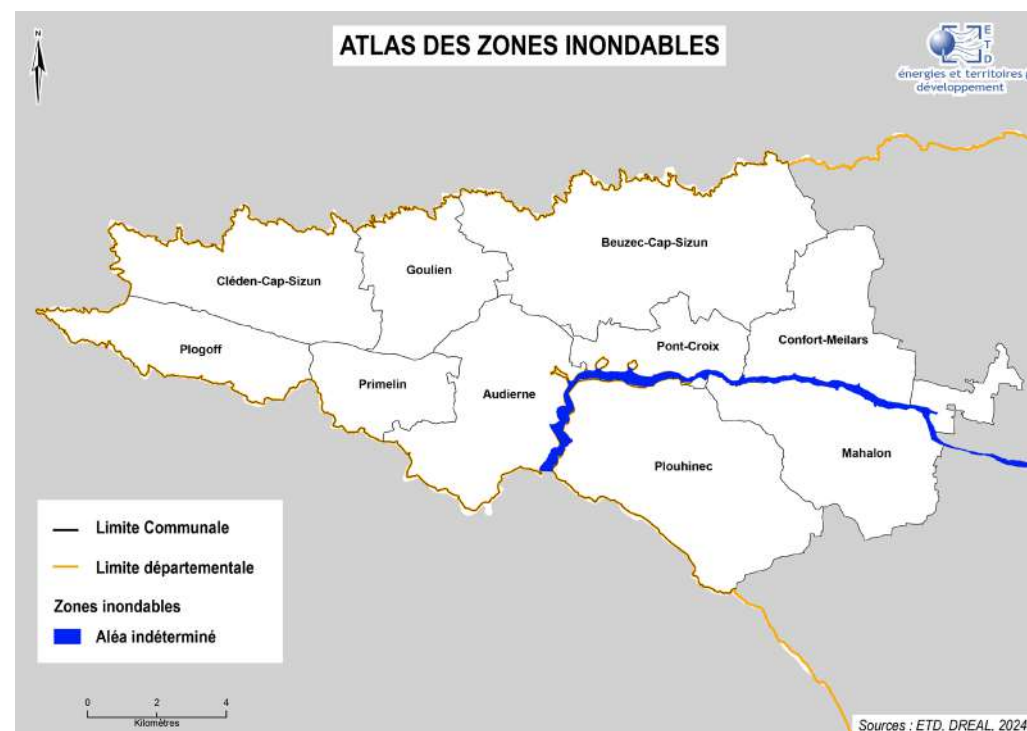 N
ATLAS DES ZONES INONDABLES
E
T
D
énergies et territoires
développement
Beuzec-Cap-Sizun
Goulien
Cléden-Cap-Sizun
Confort-Meilars
Pont-Croix
Plogoff
Primelin
Audierne
Mahalon
Plouhinec
Limite Communale
Limite départementale
Zones inondables
Aléa indéterminé
0 2 4
Kilomètres
Sources : ETD, DREAL, 2024